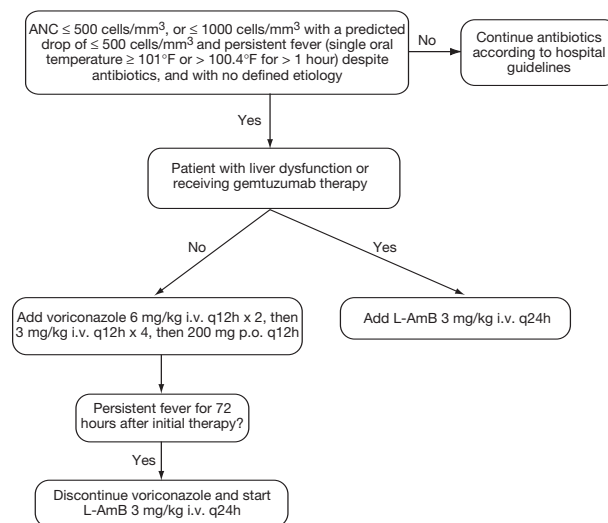 ANC ≤ 500 cells/mm³, or ≤ 1000 cells/mm³ with a predicted
drop of ≤ 500 cells/mm³ and persistent fever (single oral
temperature ≥ 101°F or > 100.4°F for > 1 hour) despite
antibiotics, and with no defined etiology
No
Continue antibiotics
according to hospital
guidelines
Yes
Patient with liver dysfunction or
receiving gemtuzumab therapy
No
Yes
Add voriconazole 6 mg/kg i.v. q12h x 2, then
3 mg/kg i.v. q12h x 4, then 200 mg p.o. q12h
Add L-AmB 3 mg/kg i.v. q24h
Persistent fever for 72
hours after initial therapy?
Yes
Discontinue voriconazole and start
L-AmB 3 mg/kg i.v. q24h